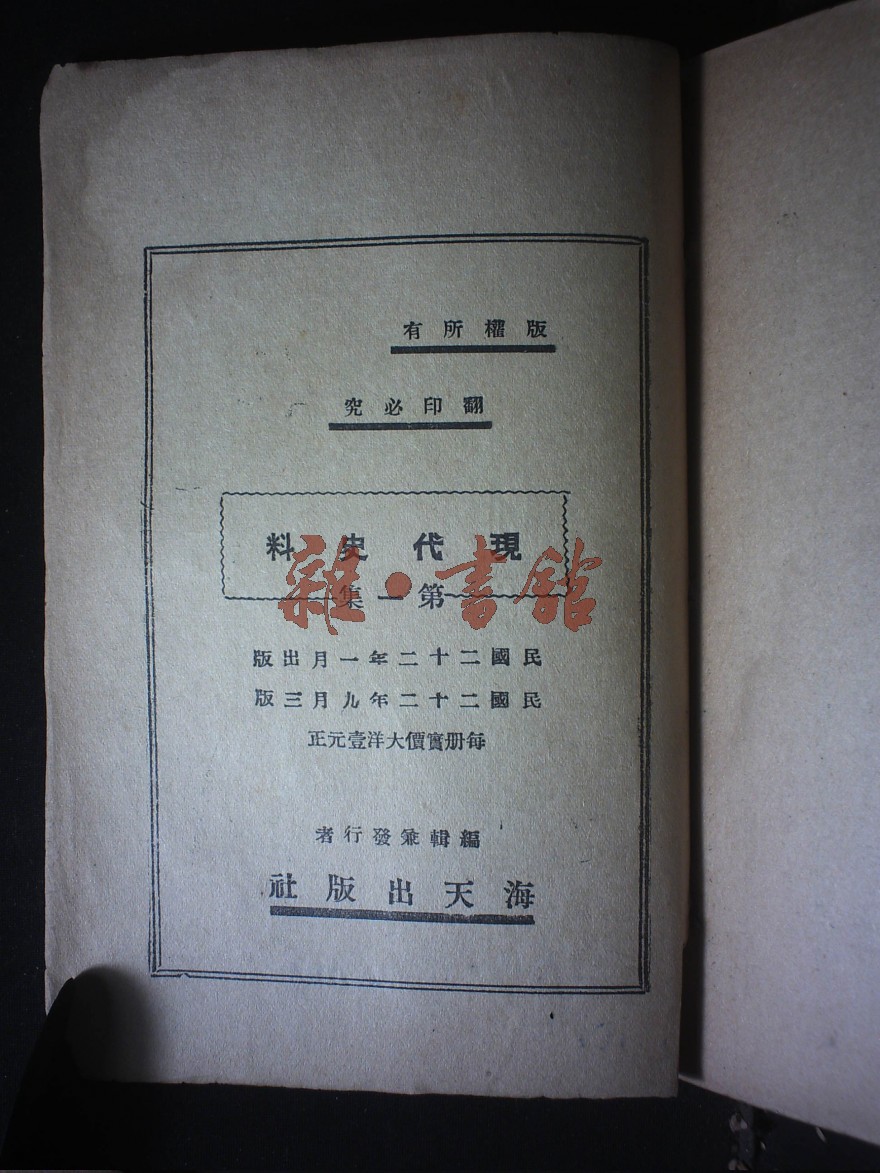 版權所有
翻印必究
現代史料
第一集
雜·書館
民國二十二年一月出版
民國二十二年九月三版
每册實價大洋壹元正
編輯兼發行者
海天出版社